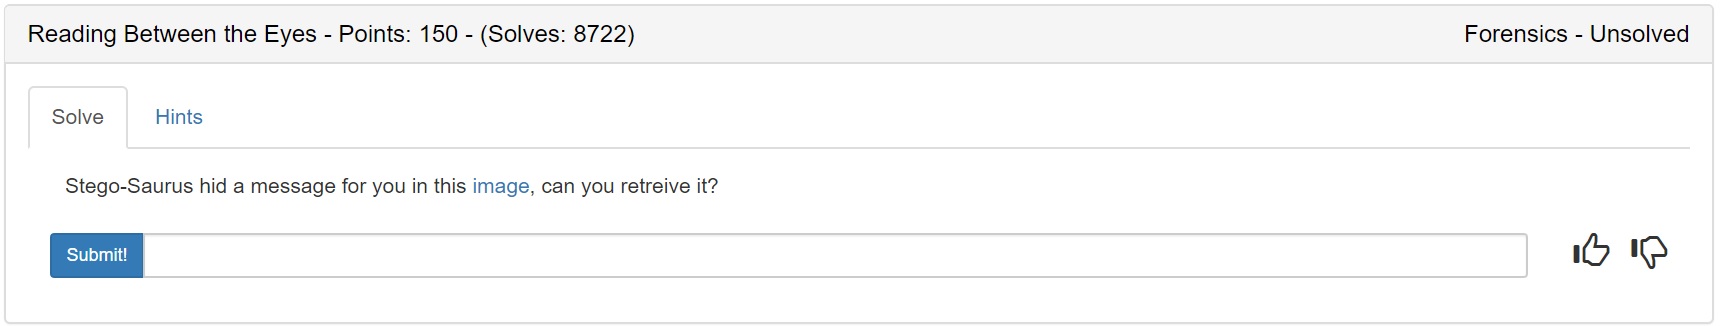 Reading Between the Eyes - Points: 150 - (Solves: 8722) Forensics - Unsolved
Solve Hints
Stego-Saurus hid a message for you in this image, can you retreive it?
Submit!